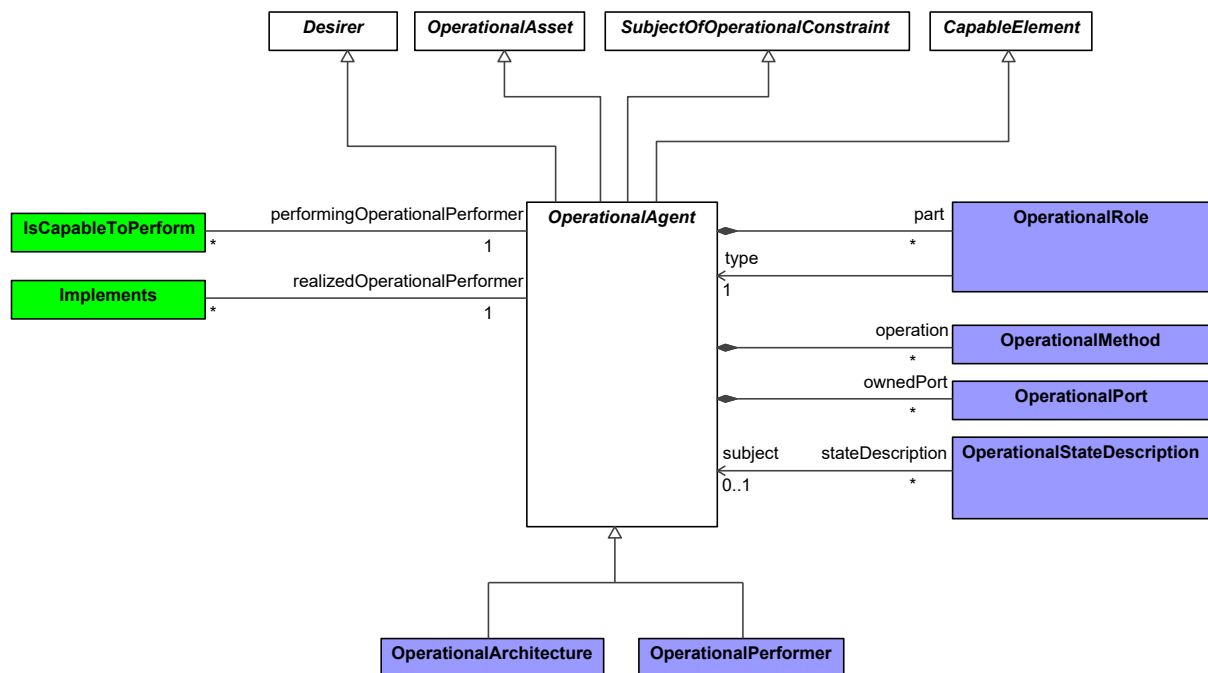 Desirer
OperationalAsset
SubjectOfOperationalConstraint
CapableElement
performingOperationalPerformer
IsCapableToPerform
*
1
realizedOperationalPerformer
Implements
*
1
OperationalAgent
part
*
OperationalRole
type
1
operation
*
OperationalMethod
ownedPort
*
OperationalPort
subject
0..1
stateDescription
*
OperationalStateDescription
OperationalArchitecture
OperationalPerformer